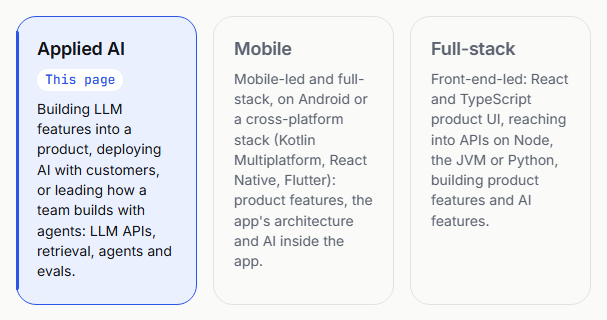 Applied AI
This page
Building LLM
features into a
product, deploying
AI with customers,
or leading how a
team builds with
agents: LLM APIs,
retrieval, agents and
evals.
Mobile
Mobile-led and full-
stack, on Android or
a cross-platform
stack (Kotlin
Multiplatform, React
Native, Flutter):
product features, the
app's architecture
and AI inside the
app.
Full-stack
Front-end-led: React
and TypeScript
product UI, reaching
into APIs on Node,
the JVM or Python,
building product
features and AI
features.